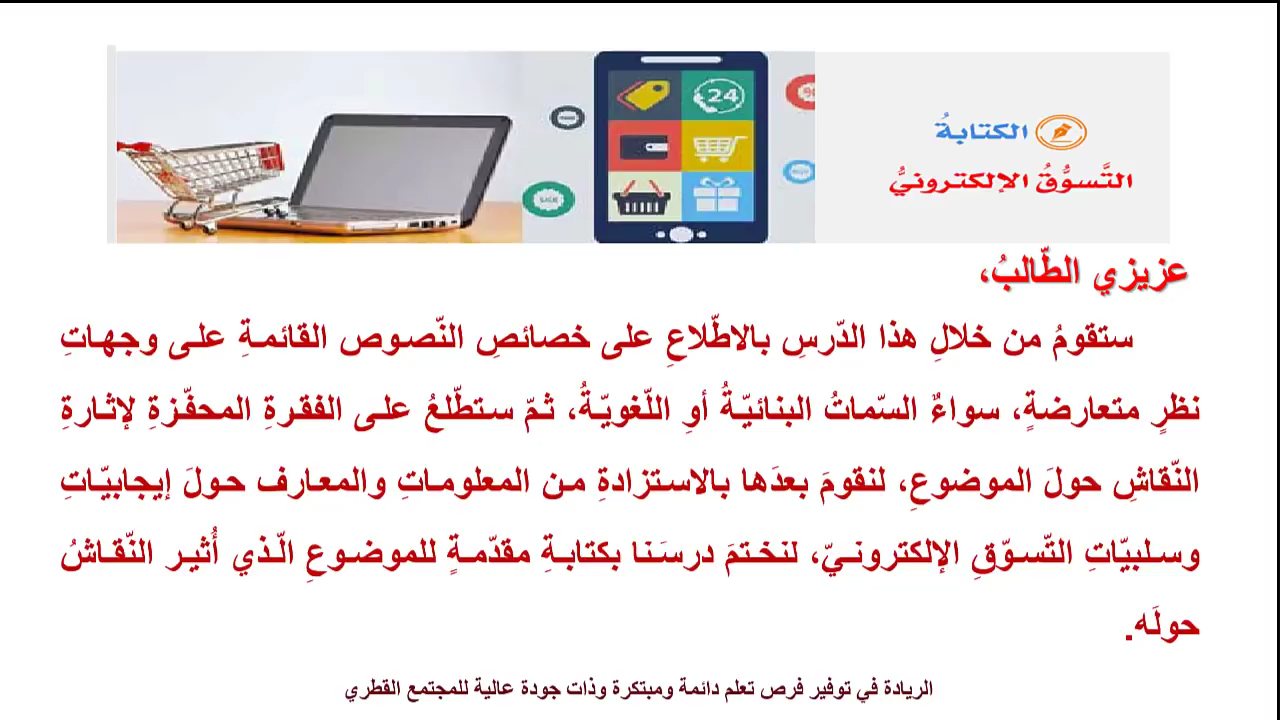 24
الكتابةُ
التَّسوُّقُ الإلكترونيُّ
عزيزي الطّالبُ،
ستقومُ من خلالِ هذا الدّرسِ بالاطّلاعِ على خصائصِ النّصوص القائمةِ على وجهاتِ
نظرٍ متعارضةٍ، سواءٌ السّماتُ البنائيّةُ أوِ اللّغويّةُ، ثمّ ستطّلعُ على الفقرةِ المحفّزةِ لإثارةِ
النّقاشِ حولَ الموضوعِ، لنقومَ بعدَها بالاستزادةِ من المعلوماتِ والمعارف حولَ إيجابيّاتِ
وسلبيّاتِ التّسوّقِ الإلكترونيّ، لنختمَ درسَنا بكتابةِ مقدّمةٍ للموضوعِ الّذي أُثير النّقاشُ
حولَه.
الريادة في توفير فرص تعلم دائمة ومبتكرة وذات جودة عالية للمجتمع القطري